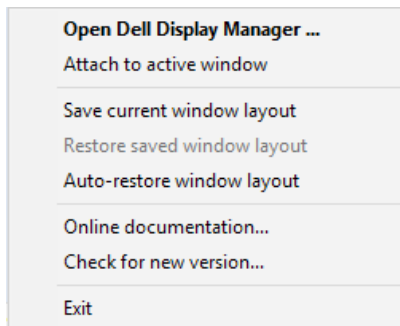 Open Dell Display Manager ...
Attach to active window
Save current window layout
Restore saved window layout
Auto-restore window layout
Online documentation...
Check for new version...
Exit